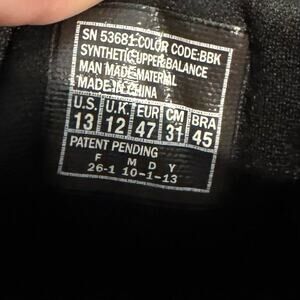 SN 53681 COLOR CODE:BBK
SYNTHETIC UPPER/BALANCE
MAN MADE MATERIAL
MADE IN CHINA
U.S. U.K EUR CM BRA
13 12 47 31 45
PATENT PENDING
F M D Y
26-1 10-1-13